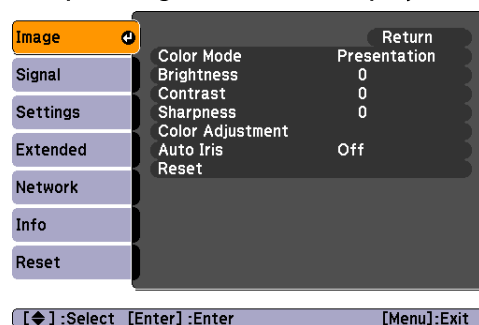 Image
Signal
Settings
Extended
Network
Info
Reset
Return
Color Mode Presentation
Brightness 0
Contrast 0
Sharpness 0
Color Adjustment
Auto Iris Off
Reset
[◆] :Select [Enter] :Enter [Menu]:Exit